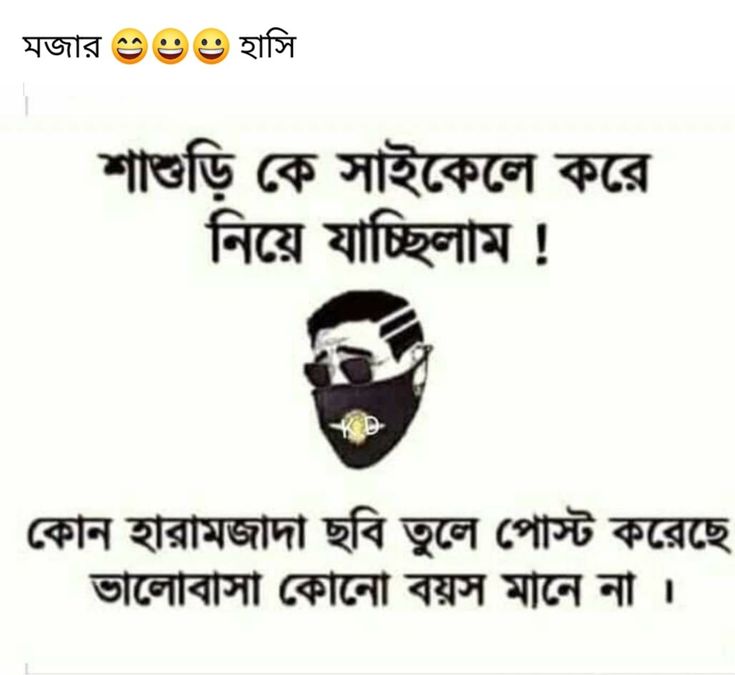 মজার 😄😀😀 হাসি
শাশুড়ি কে সাইকেলে করে
নিয়ে যাচ্ছিলাম !
K D
কোন হারামজাদা ছবি তুলে পোস্ট করেছে
ভালোবাসা কোনো বয়স মানে না ।